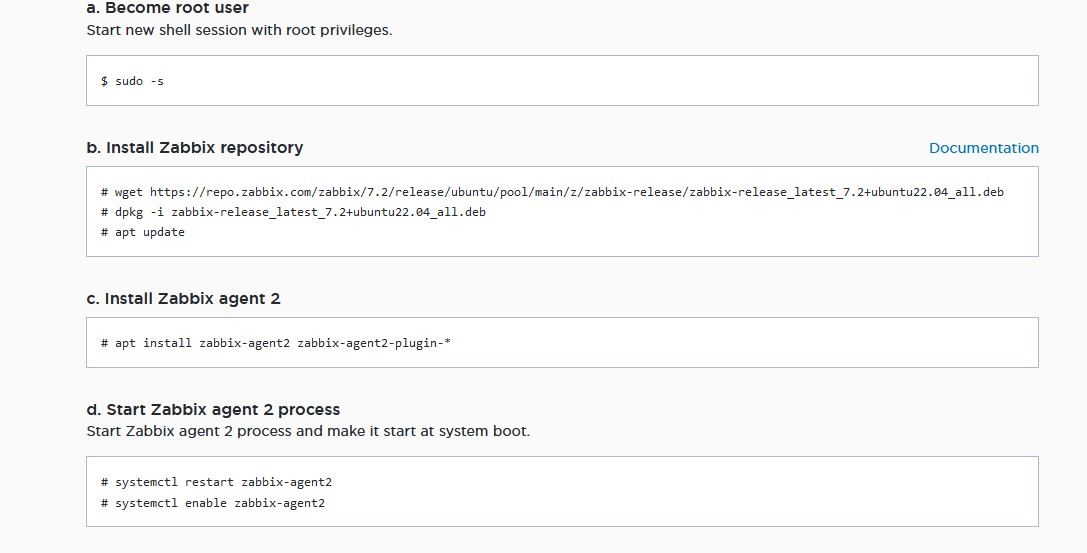 a. Become root user
Start new shell session with root privileges.
$ sudo -s
b. Install Zabbix repository
Documentation
# wget https://repo.zabbix.com/zabbix/7.2/release/ubuntu/pool/main/z/zabbix-release/zabbix-release_latest_7.2+ubuntu22.04_all.deb
# dpkg -i zabbix-release_latest_7.2+ubuntu22.04_all.deb
# apt update
c. Install Zabbix agent 2
# apt install zabbix-agent2 zabbix-agent2-plugin-*
d. Start Zabbix agent 2 process
Start Zabbix agent 2 process and make it start at system boot.
# systemctl restart zabbix-agent2
# systemctl enable zabbix-agent2